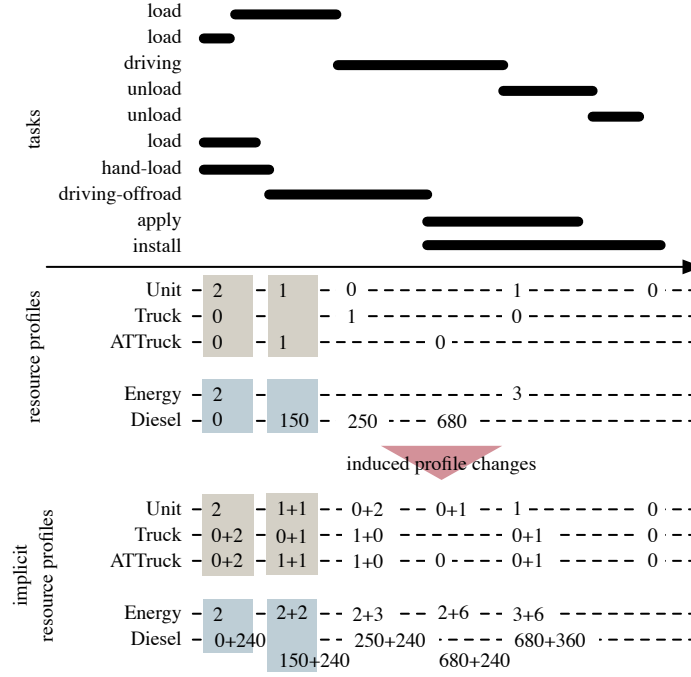 tasks
load
load
driving
unload
unload
load
hand-load
driving-offroad
apply
install
resource profiles
Unit 2 1 0 1 0
Truck 0 1 0
ATTruck 0 1 0
Energy 2 3
Diesel 0 150 250 680
induced profile changes
implicit
resource profiles
Unit 2 1+1 0+2 0+1 1 0
Truck 0+2 0+1 1+0 0+1 0
ATTruck 0+2 1+1 1+0 0 0+1 0
Energy 2 2+2 2+3 2+6 3+6
Diesel 0+240 250+240 680+360
150+240 680+240